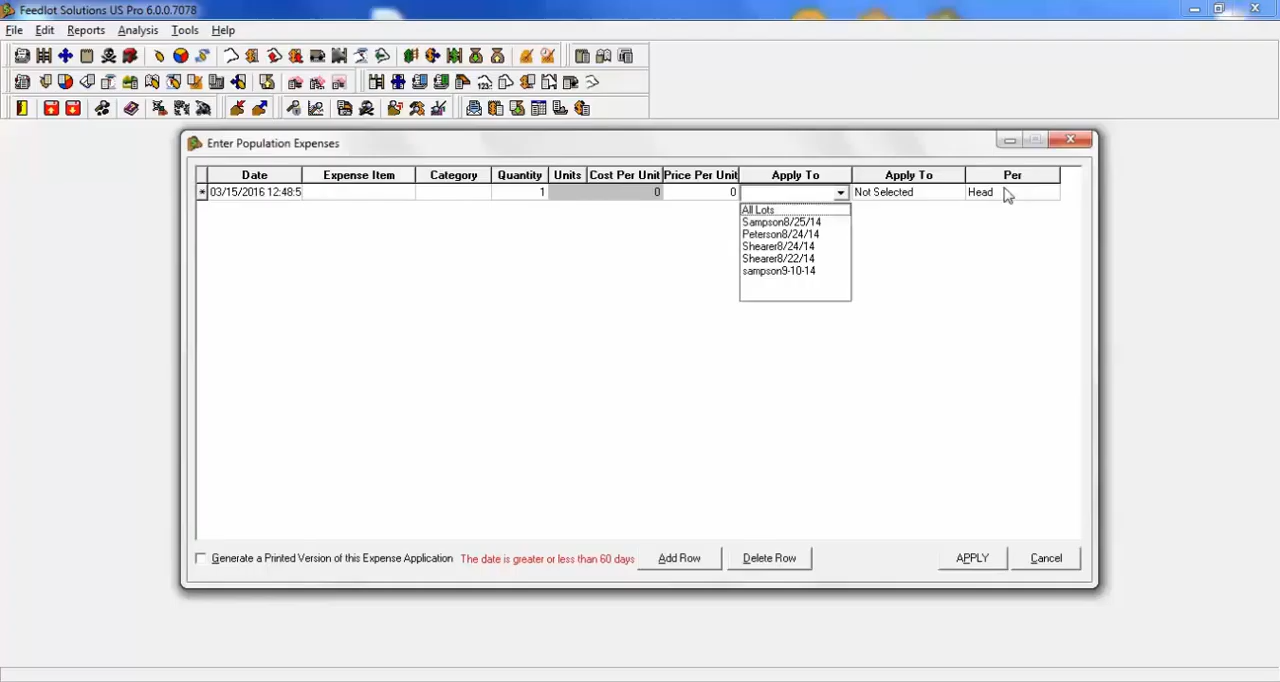 Feedlot Solutions US Pro 6.0.0.7078
File Edit Reports Analysis Tools Help
Enter Population Expenses
Date Expense Item Category Quantity Units Cost Per Unit Price Per Unit Apply To Apply To Per
* 03/15/2016 12:48:5 1 0 0 Not Selected Head
All Lots
Sampson8/25/14
Peterson8/24/14
Shearer8/24/14
Shearer8/22/14
sampson9-10-14
Generate a Printed Version of this Expense Application The date is greater or less than 60 days Add Row Delete Row APPLY Cancel